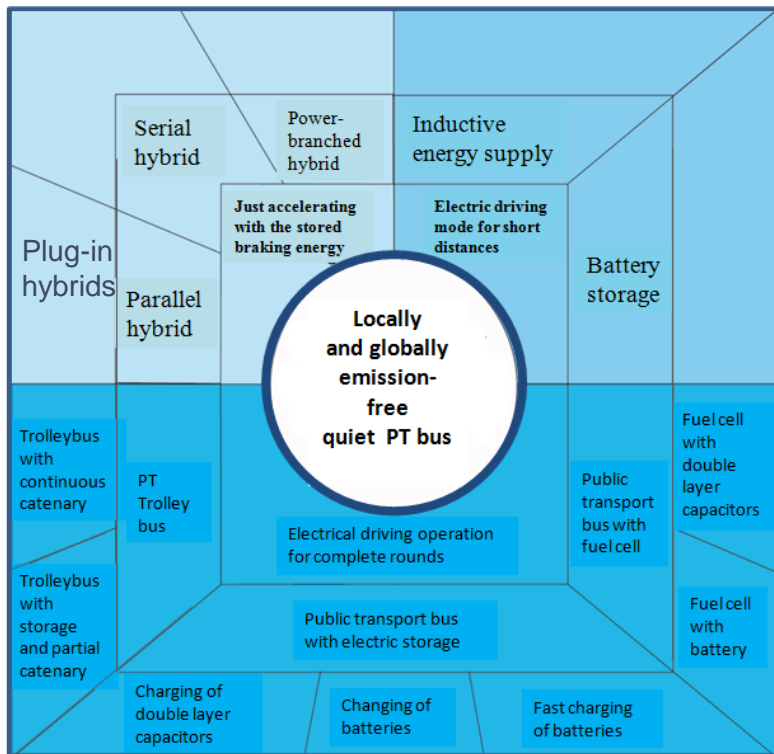 Serial
hybrid
Power-
branched
hybrid
Inductive
energy supply
Just accelerating
with the stored
braking energy
Electric driving
mode for short
distances
Plug-in
hybrids
Parallel
hybrid
Battery
storage
Locally
and globally
emission-
free
quiet PT bus
Trolleybus
with
continuous
catenary
PT
Trolley
bus
Public
transport
bus with
fuel cell
Fuel cell
with
double
layer
capacitors
Electrical driving operation
for complete rounds
Trolleybus
with
storage
and partial
catenary
Public transport bus
with electric storage
Fuel cell
with
battery
Charging of
double layer
capacitors
Changing of
batteries
Fast charging
of batteries